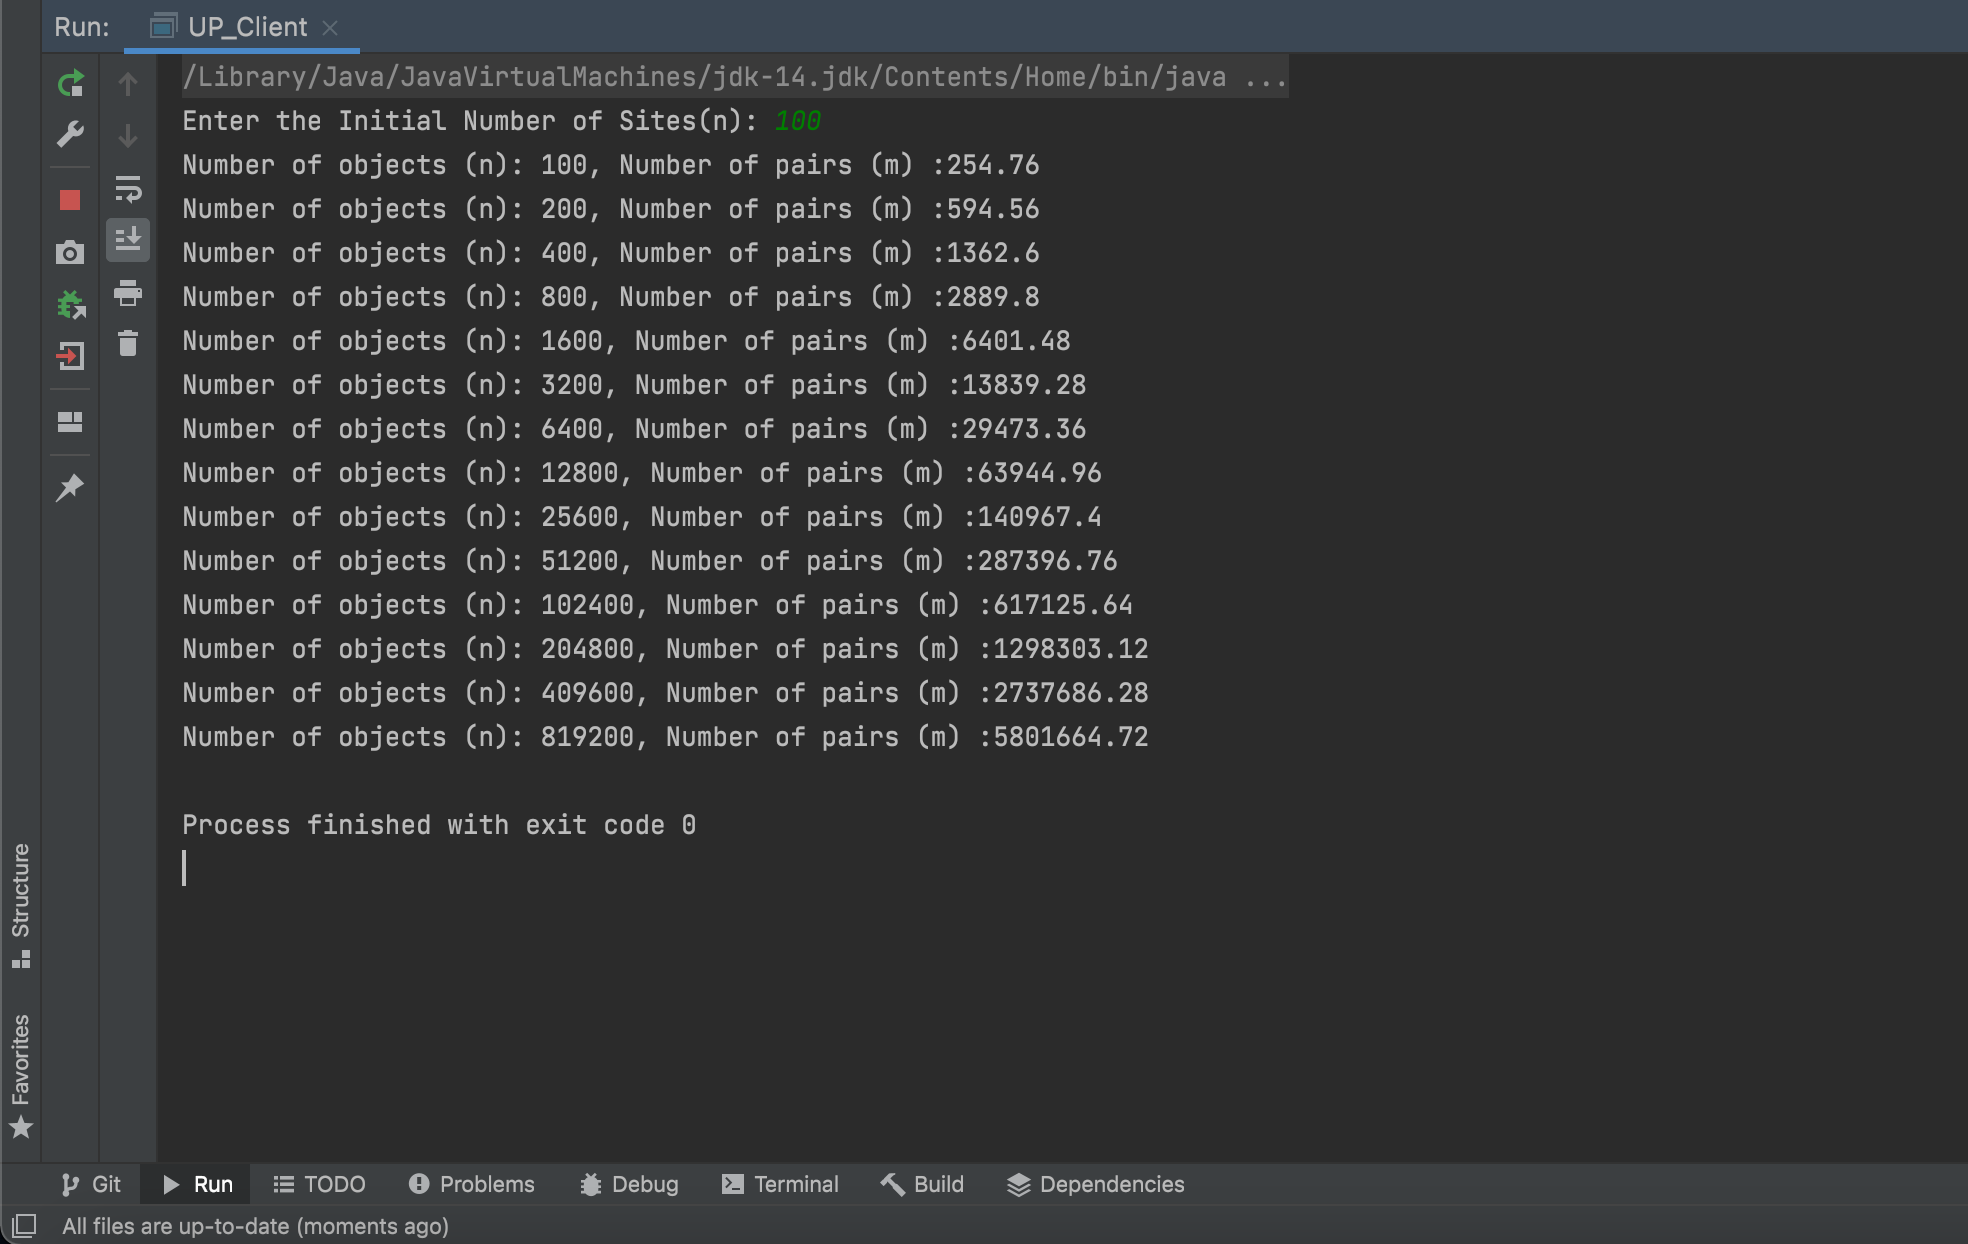 Run: UP_Client
/Library/Java/JavaVirtualMachines/jdk-14.jdk/Contents/Home/bin/java ...
Enter the Initial Number of Sites(n): 100
Number of objects (n): 100, Number of pairs (m) :254.76
Number of objects (n): 200, Number of pairs (m) :594.56
Number of objects (n): 400, Number of pairs (m) :1362.6
Number of objects (n): 800, Number of pairs (m) :2889.8
Number of objects (n): 1600, Number of pairs (m) :6401.48
Number of objects (n): 3200, Number of pairs (m) :13839.28
Number of objects (n): 6400, Number of pairs (m) :29473.36
Number of objects (n): 12800, Number of pairs (m) :63944.96
Number of objects (n): 25600, Number of pairs (m) :140967.4
Number of objects (n): 51200, Number of pairs (m) :287396.76
Number of objects (n): 102400, Number of pairs (m) :617125.64
Number of objects (n): 204800, Number of pairs (m) :1298303.12
Number of objects (n): 409600, Number of pairs (m) :2737686.28
Number of objects (n): 819200, Number of pairs (m) :5801664.72
Process finished with exit code 0
Structure
Favorites
Git Run TODO Problems Debug Terminal Build Dependencies
All files are up-to-date (moments ago)